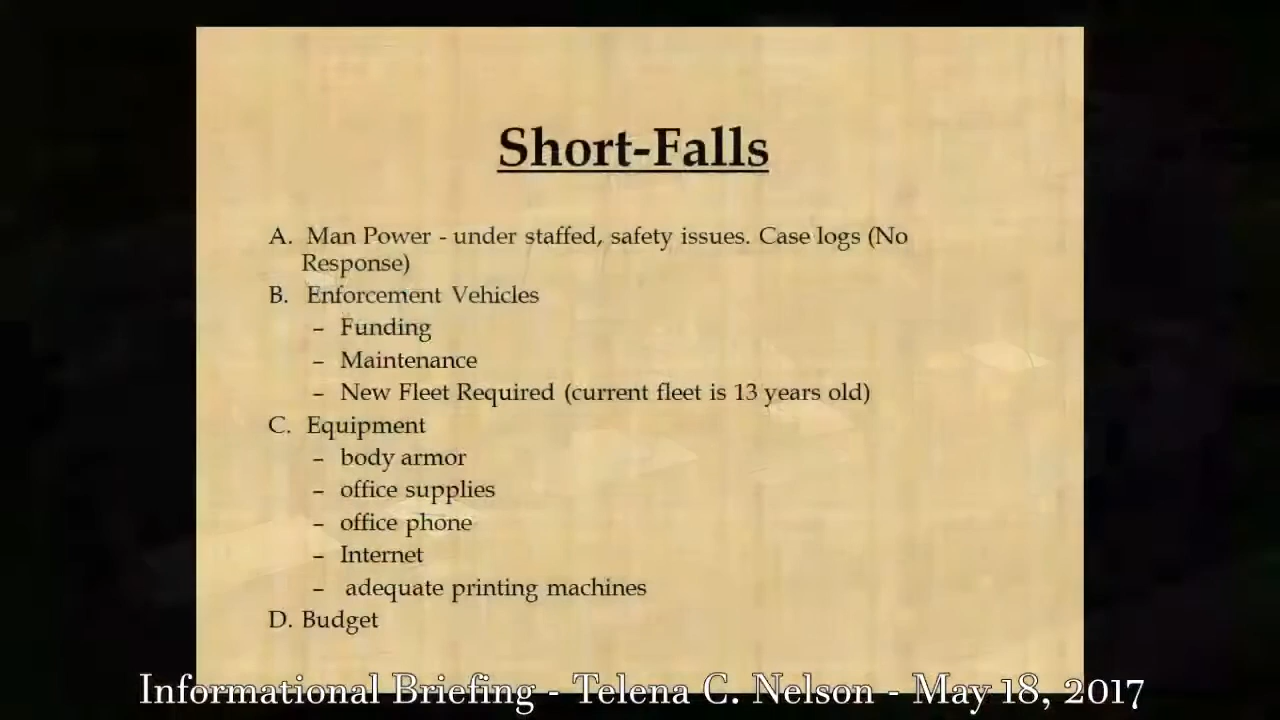 Short-Falls
A. Man Power - under staffed, safety issues. Case logs (No
Response)
B. Enforcement Vehicles
– Funding
– Maintenance
– New Fleet Required (current fleet is 13 years old)
C. Equipment
– body armor
– office supplies
– office phone
– Internet
– adequate printing machines
D. Budget
Informational Briefing - Telena C. Nelson - May 18, 2017